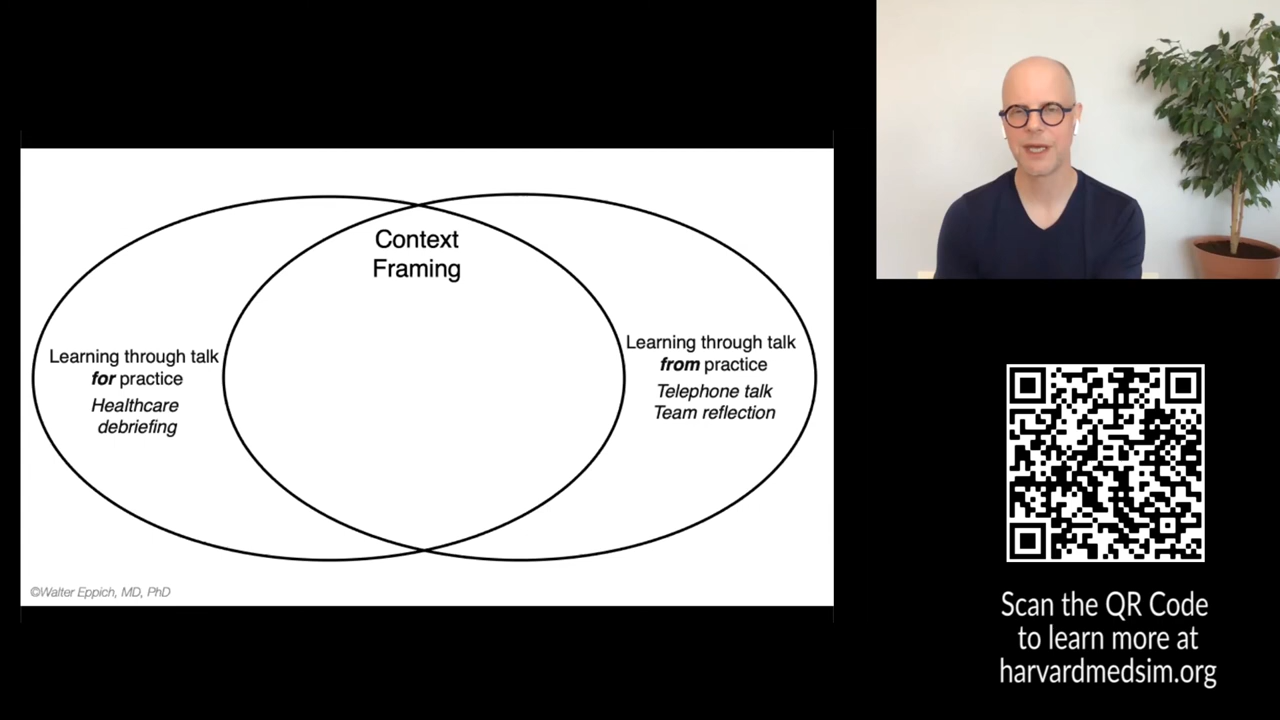 Context
Framing
Learning through talk
for practice
Healthcare
debriefing
Learning through talk
from practice
Telephone talk
Team reflection
©Walter Eppich, MD, PhD
Scan the QR Code
to learn more at
harvardmedsim.org